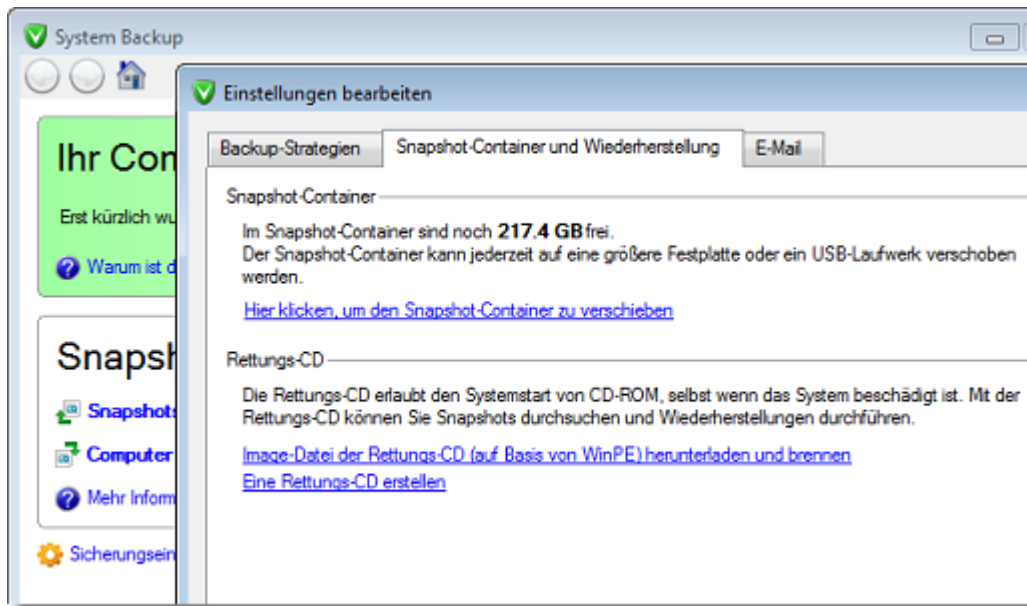 System Backup
Einstellungen bearbeiten
Backup-Strategien Snapshot-Container und Wiederherstellung E-Mail
Ihr Com
Erst kürzlich wu
Warum ist d
Snapshot-Container
Im Snapshot-Container sind noch 217.4 GB frei.
Der Snapshot-Container kann jederzeit auf eine größere Festplatte oder ein USB-Laufwerk verschoben
werden.
Hier klicken, um den Snapshot-Container zu verschieben
Snapsh
Snapshots
Computer
Mehr Inform
Sicherungsein
Rettungs-CD
Die Rettungs-CD erlaubt den Systemstart von CD-ROM, selbst wenn das System beschädigt ist. Mit der
Rettungs-CD können Sie Snapshots durchsuchen und Wiederherstellungen durchführen.
Image-Datei der Rettungs-CD (auf Basis von WinPE) herunterladen und brennen
Eine Rettungs-CD erstellen